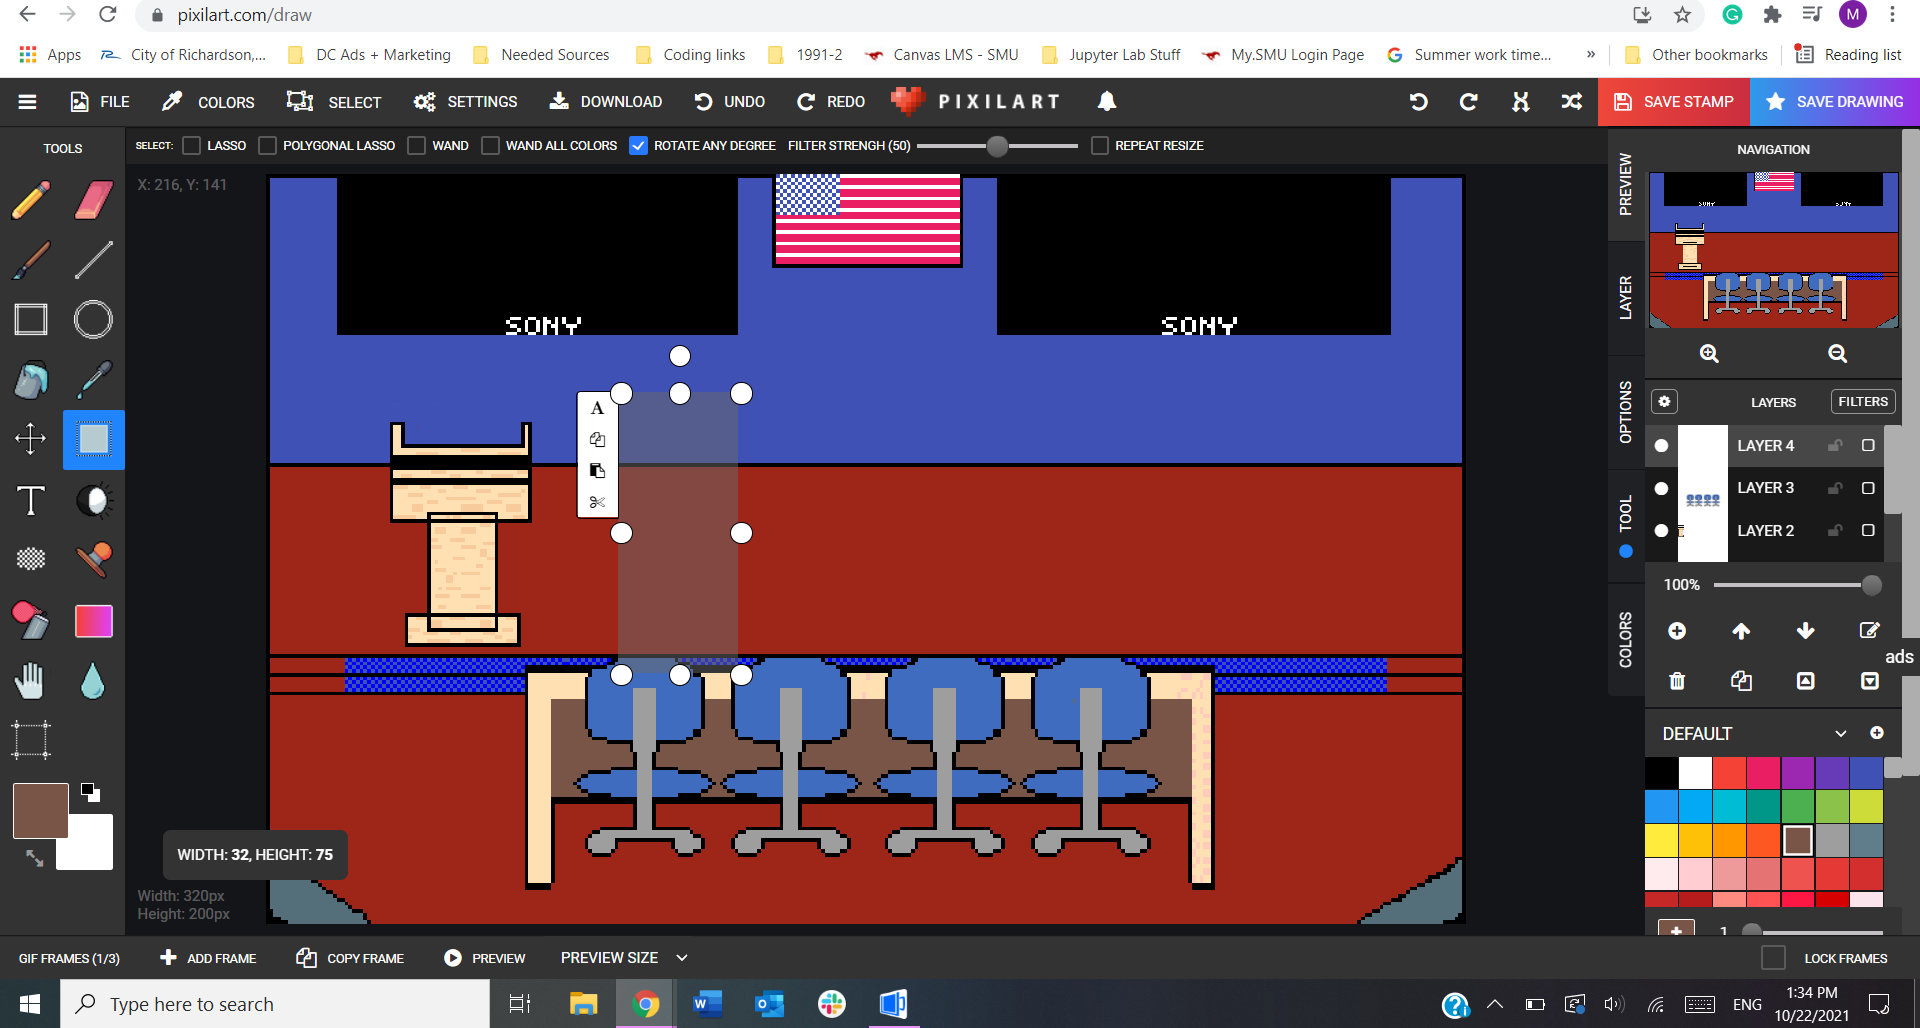 pixilart.com/draw
M
Apps
City of Richardson,...
DC Ads + Marketing
Needed Sources
Coding links
1991-2
Canvas LMS - SMU
Jupyter Lab Stuff
My.SMU Login Page
Summer work time...
»
Other bookmarks
Reading list
FILE
COLORS
SELECT
SETTINGS
DOWNLOAD
UNDO
REDO
PIXILART
SAVE STAMP
SAVE DRAWING
TOOLS
SELECT:
LASSO
POLYGONAL LASSO
WAND
WAND ALL COLORS
ROTATE ANY DEGREE
FILTER STRENGH (50)
REPEAT RESIZE
X: 216, Y: 141
SONY
SONY
A
WIDTH: 32, HEIGHT: 75
Width: 320px
Height: 200px
PREVIEW
LAYER
OPTIONS
TOOL
COLORS
NAVIGATION
LAYERS
FILTERS
LAYER 4
LAYER 3
LAYER 2
100%
ads
DEFAULT
1
GIF FRAMES (1/3)
ADD FRAME
COPY FRAME
PREVIEW
PREVIEW SIZE
LOCK FRAMES
Type here to search
ENG
1:34 PM
10/22/2021